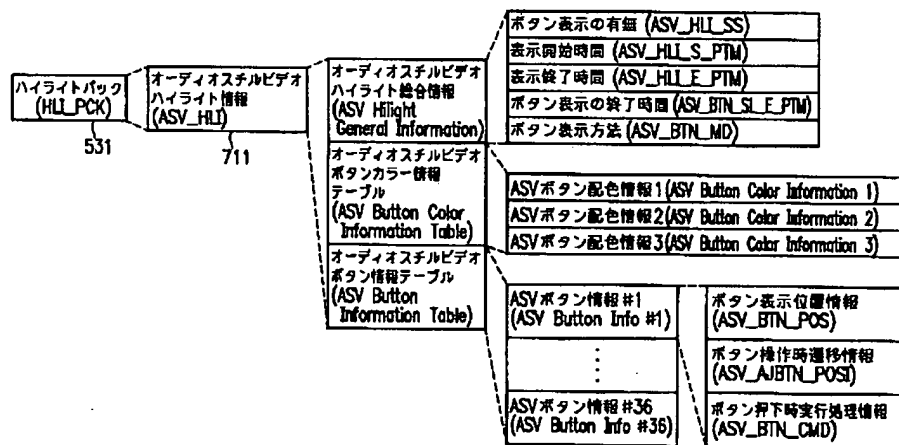 ハイライトパック
(HLI_PCK)
531
オーディオスチルビデオ
ハイライト情報
(ASV_HLI)
711
オーディオスチルビデオ
ハイライト総合情報
(ASV Hilight
General Information)
オーディオスチルビデオ
ボタンカラー情報
テーブル
(ASV Button Color
Information Table)
オーディオスチルビデオ
ボタン情報テーブル
(ASV Button
Information Table)
ボタン表示の有無 (ASV_HLI_SS)
表示開始時間 (ASV_HLI_S_PTM)
表示終了時間 (ASV_HLI_E_PTM)
ボタン表示の終了時間 (ASV_BTN_SL_E_PTM)
ボタン表示方法 (ASV_BTN_MD)
ASVボタン配色情報1(ASV Button Color Information 1)
ASVボタン配色情報2(ASV Button Color Information 2)
ASVボタン配色情報3(ASV Button Color Information 3)
ASVボタン情報#1
(ASV Button Info #1)
⋮
ASVボタン情報#36
(ASV Button Info #36)
ボタン表示位置情報
(ASV_BTN_POS)
ボタン操作時遷移情報
(ASV_AJBTN_POSI)
ボタン押下時実行処理情報
(ASV_BTN_CMD)